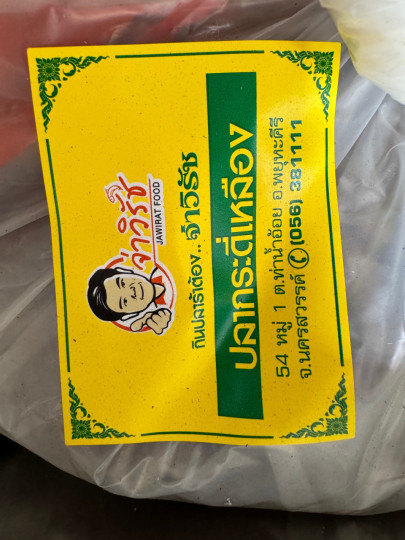 จ่าวิรัช
JAWIRAT FOOD
กินปลาร้าต้อง..จ่าวิรัช
ปลากระดี่เหลือง
54 หมู่ 1 ต.ท่าน้ำอ้อย อ.พยุหะคีรี
จ.นครสวรรค์ (056) 381111